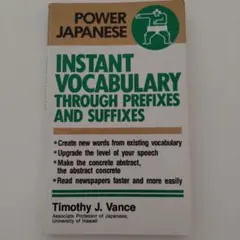 POWER
JAPANESE
INSTANT
VOCABULARY
THROUGH PREFIXES
AND SUFFIXES
• Create new words from existing vocabulary
• Upgrade the level of your speech
• Make the concrete abstract,
the abstract concrete
• Read newspapers faster and more easily
Timothy J. Vance
Associate Professor of Japanese,
University of Hawaii